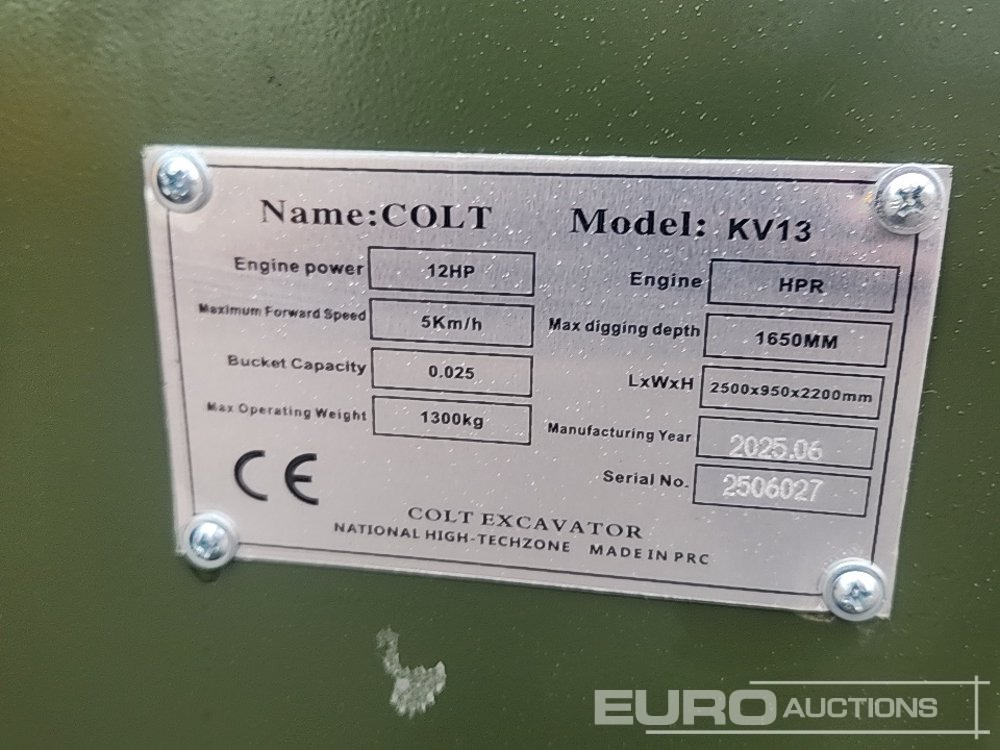 Name:COLT Model: KV13
Engine power 12HP Engine HPR
Maximum Forward Speed 5Km/h Max digging depth 1650MM
Bucket Capacity 0.025 LxWxH 2500x950x2200mm
Max Operating Weight 1300kg Manufacturing Year 2025.06
Serial No. 2506027
CE
COLT EXCAVATOR
NATIONAL HIGH-TECHZONE MADE IN PRC
EURO AUCTIONS